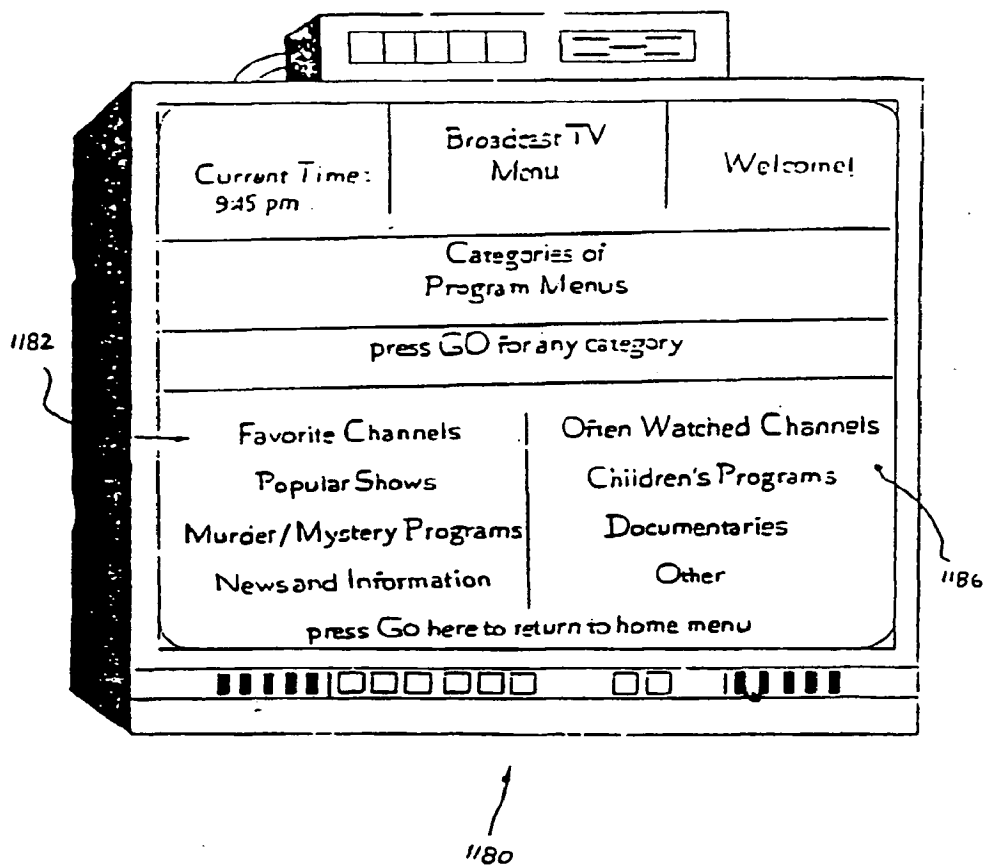 Current Time:
9:45 pm
Broadcast TV
Menu
Welcome!
Categories of
Program Menus
press GO for any category
1182
Favorite Channels
Popular Shows
Murder/Mystery Programs
News and Information
Often Watched Channels
Children's Programs
Documentaries
Other
1186
press Go here to return to home menu
1180